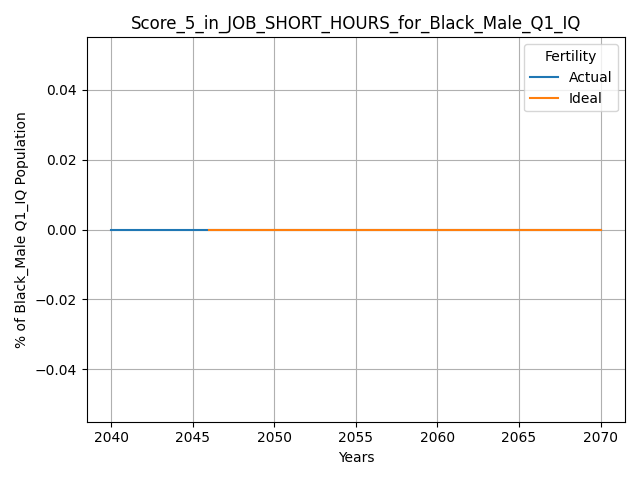 Score_5_in_JOB_SHORT_HOURS_for_Black_Male_Q1_IQ
Fertility
Actual
Ideal
% of Black_Male Q1_IQ Population
0.04
0.02
0.00
−0.02
−0.04
2040 2045 2050 2055 2060 2065 2070
Years